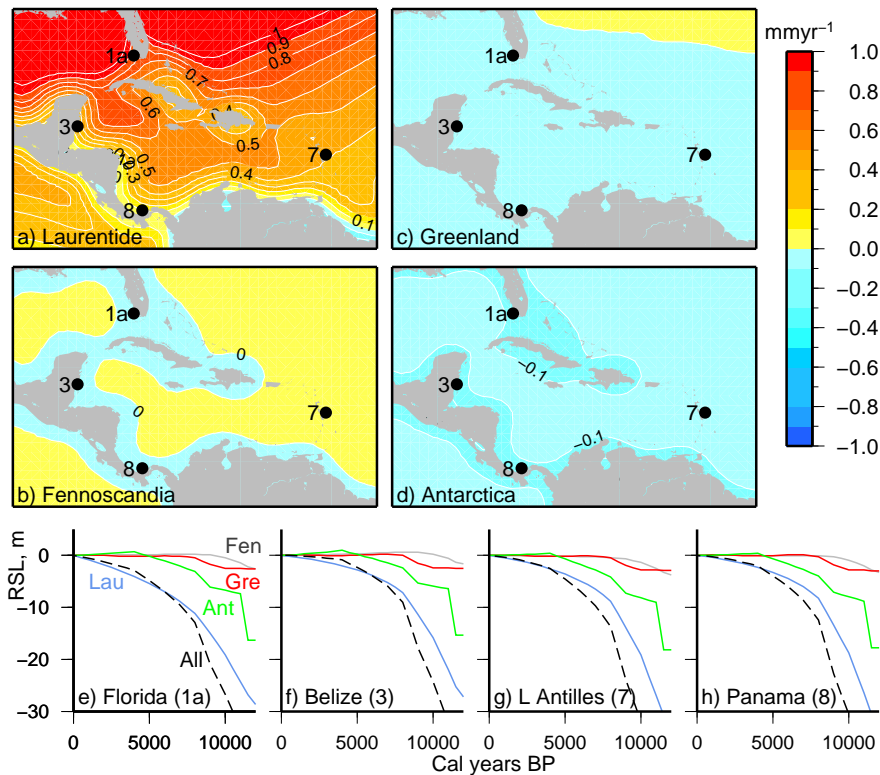 mmyr⁻¹
1a
1
0.9
0.8
0.7
0.6
0.5
0.4
0.5
0.3
0.1
3
7
8
a) Laurentide
1a
3
7
8
c) Greenland
1.0
0.8
0.6
0.4
0.2
0.0
−0.2
−0.4
−0.6
−0.8
−1.0
1a
0
3
0
7
8
b) Fennoscandia
1a
−0.1
3
7
−0.1
8
d) Antarctica
RSL, m
0
−10
−20
−30
Fen
Lau
Gre
Ant
All
e) Florida (1a)
f) Belize (3)
g) L Antilles (7)
h) Panama (8)
0 5000 10000 0 5000 10000 0 5000 10000 0 5000 10000
Cal years BP